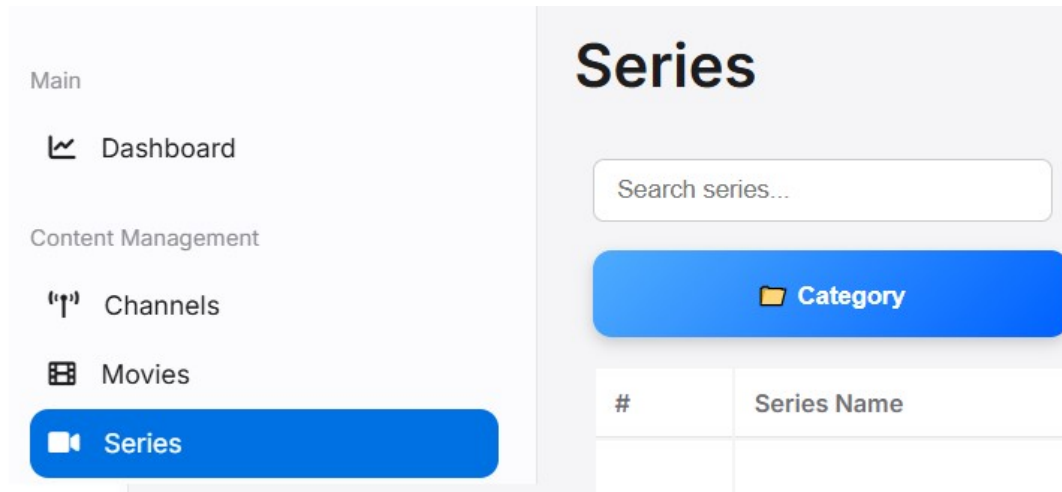 Main
Dashboard
Content Management
Channels
Movies
Series
Series
Search series...
Category
# Series Name